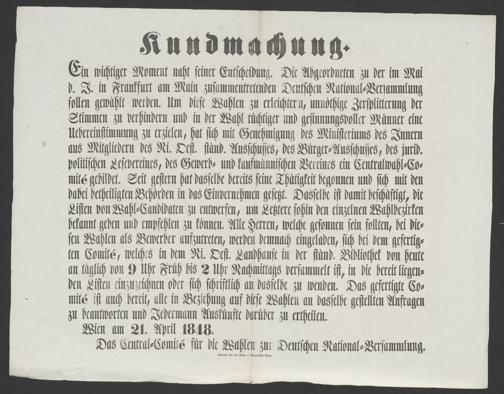 Kundmachung.
Ein wichtiger Moment naht seiner Entscheidung. Die Abgeordneten zu der im Mai
d. J. in Frankfurt am Main zusammentretenden Deutschen National-Versammlung
sollen gewählt werden. Um diese Wahlen zu erleichtern, unnöthige Zersplitterung der
Stimmen zu verhindern und in der Wahl tüchtiger und gesinnungsvoller Männer eine
Uebereinstimmung zu erzielen, hat sich mit Genehmigung des Ministeriums des Innern
aus Mitgliedern des Ni. Oest. ständ. Ausschusses, des Bürger-Ausschusses, des jurid.
politischen Lesevereines, des Gewerb- und kaufmännischen Vereines ein Centralwahl-Co-
mité gebildet. Seit gestern hat dasselbe bereits seine Thätigkeit begonnen und sich mit den
dabei betheiligten Behörden in das Einvernehmen gesetzt. Dasselbe ist damit beschäftigt, die
Listen von Wahl-Candidaten zu entwerfen, um Letztere sohin den einzelnen Wahlbezirken
bekannt geben und empfehlen zu können. Alle Herren, welche gesonnen sein sollten, bei die-
sen Wahlen als Bewerber aufzutreten, werden demnach eingeladen, sich bei dem gefertig-
ten Comité, welches in dem Ni. Oest. Landhause in der ständ. Bibliothek von heute
an täglich von 9 Uhr Früh bis 2 Uhr Nachmittags versammelt ist, in die bereit liegen-
den Listen einzuzeichnen oder sich schriftlich an dasselbe zu wenden. Das gefertigte Co-
mité ist auch bereit, alle in Beziehung auf diese Wahlen an dasselbe gestellten Anfragen
zu beantworten und Jedermann Auskünfte darüber zu ertheilen.
Wien am 21. April 1848.
Das Central-Comité für die Wahlen zur Deutschen National-Versammlung.